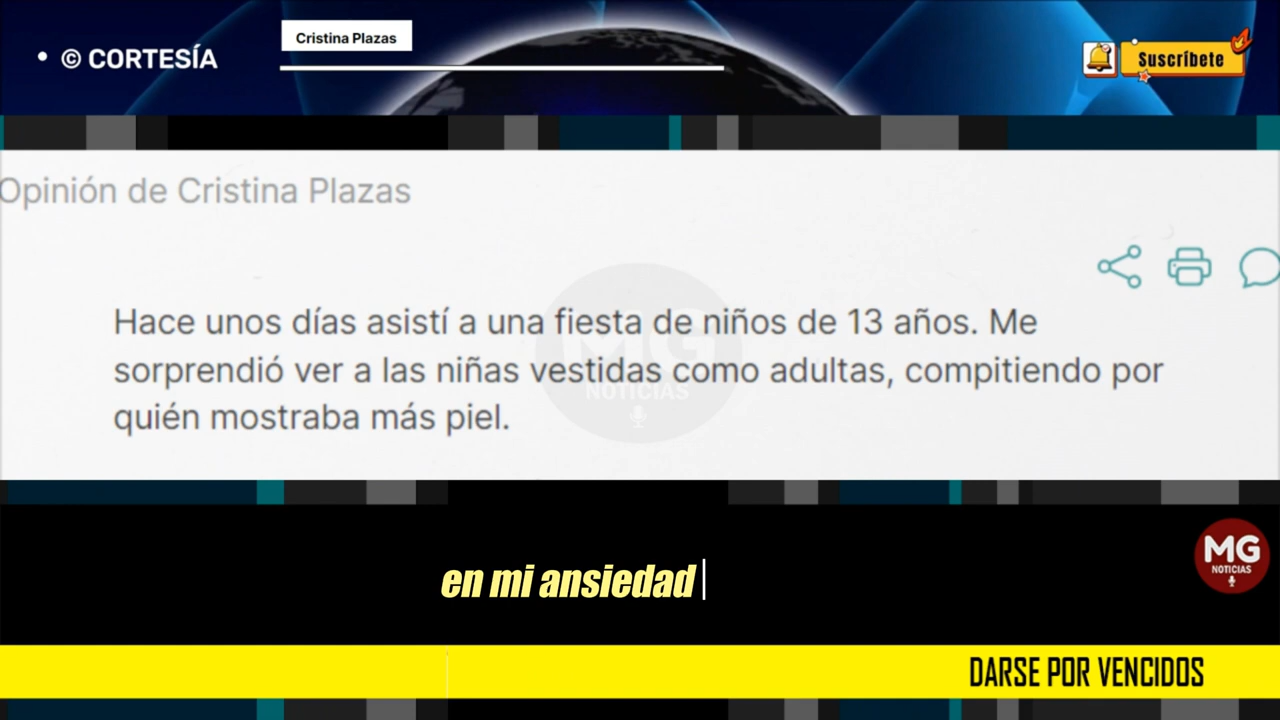 • © CORTESÍA
Cristina Plazas
Suscríbete
Opinión de Cristina Plazas
Hace unos días asistí a una fiesta de niños de 13 años. Me
sorprendió ver a las niñas vestidas como adultas, compitiendo por
quién mostraba más piel.
MG
NOTICIAS
en mi ansiedad
MG
NOTICIAS
DARSE POR VENCIDOS